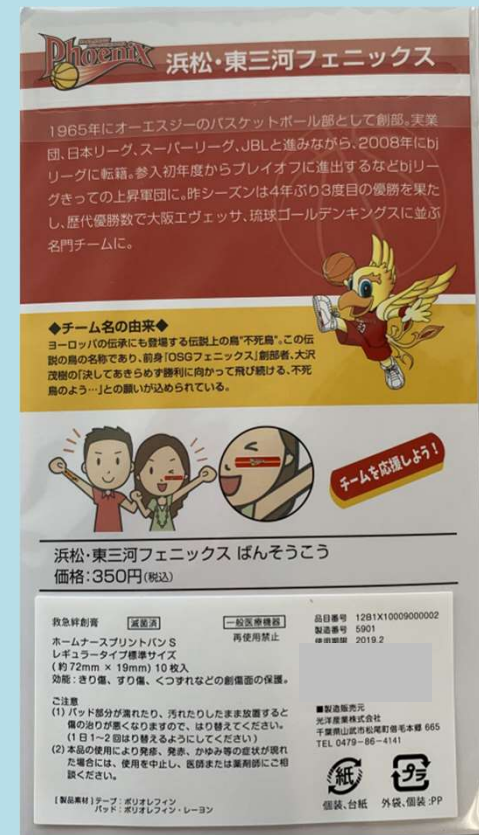 Phoenix
浜松・東三河フェニックス
1965年にオーエスジーのバスケットボール部として創部。実業
団、日本リーグ、スーパーリーグ、JBLと進みながら、2008年にbj
リーグに転籍。参入初年度からプレイオフに進出するなどbjリー
グきっての上昇軍団に。昨シーズンは4年ぶり3度目の優勝を果た
し、歴代優勝数で大阪エヴェッサ、琉球ゴールデンキングスに並ぶ
名門チームに。
◆チーム名の由来◆
ヨーロッパの伝承にも登場する伝説上の鳥"不死鳥"。この伝
説の鳥の名称であり、前身「OSGフェニックス」創部者、大沢
茂樹の「決してあきらめず勝利に向かって飛び続ける、不死
鳥のよう…」との願いが込められている。
チームを応援しよう！
浜松・東三河フェニックス ばんそうこう
価格：350円(税込)
救急絆創膏 滅菌済 一般医療機器
再使用禁止
ホームナースプリントバン S
レギュラータイプ標準サイズ
(約72mm × 19mm) 10枚入
効能：きり傷、すり傷、くつずれなどの創傷面の保護。
ご注意
(1) パッド部分が濡れたり、汚れたりしたまま放置すると
傷の治りが悪くなりますので、はり替えてください。
(1日1～2回はり替えるようにしてください)
(2) 本品の使用により発疹、発赤、かゆみ等の症状が現れ
た場合には、使用を中止し、医師または薬剤師にご相
談ください。
[製品素材] テープ：ポリオレフィン
パッド：ポリオレフィン・レーヨン
品目番号 12B1X10009000002
製造番号 5901
使用期限 2019.2
■製造販売元
光洋産業株式会社
千葉県山武市松尾町借毛本郷 665
TEL 0479-86-4141
紙
個装、台紙
プラ
外袋、個装：PP